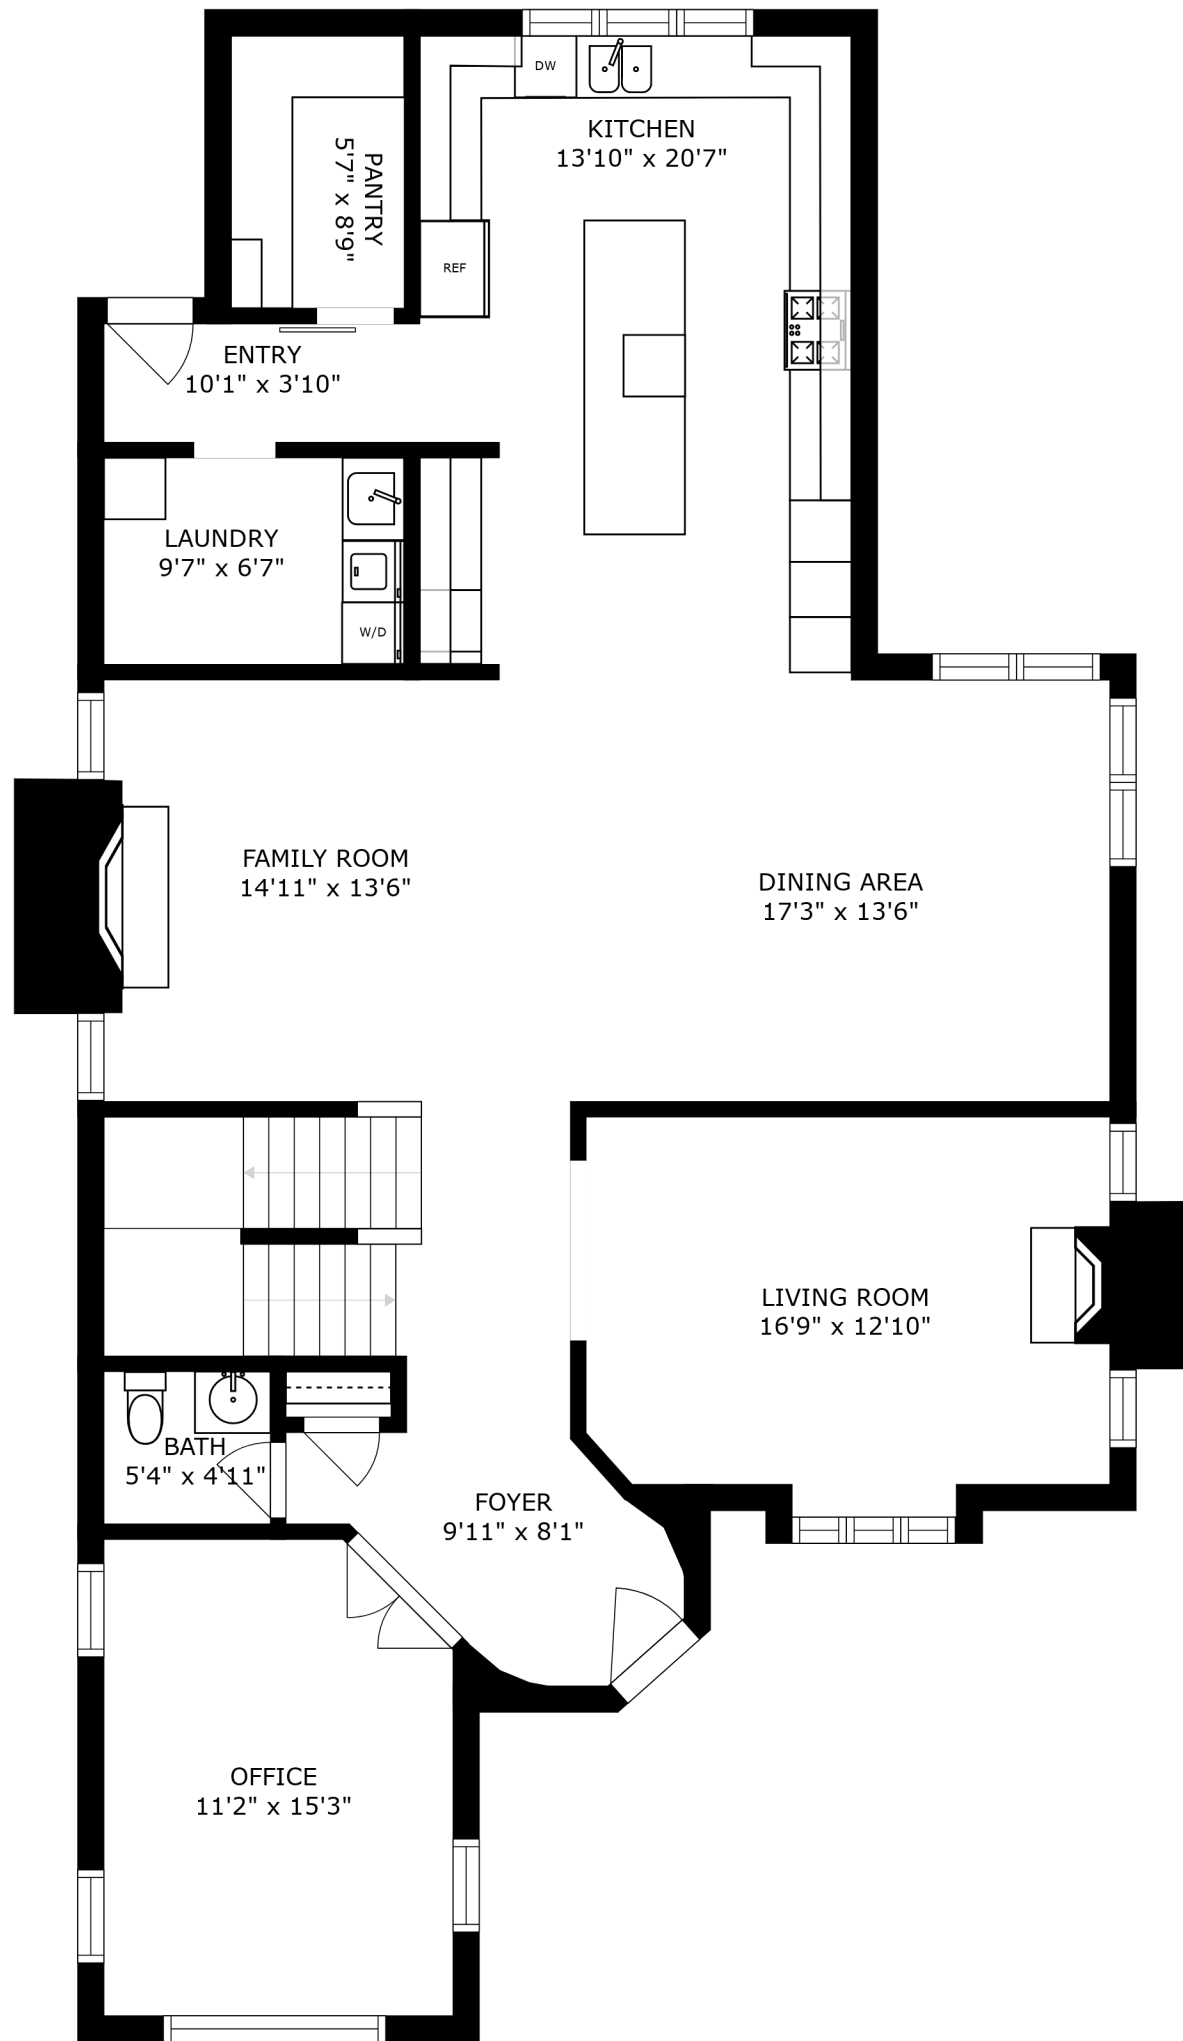 DW
KITCHEN
13'10" x 20'7"
PANTRY
5'7" x 8'9"
REF
ENTRY
10'1" x 3'10"
LAUNDRY
9'7" x 6'7"
W/D
FAMILY ROOM
14'11" x 13'6"
DINING AREA
17'3" x 13'6"
LIVING ROOM
16'9" x 12'10"
BATH
5'4" x 4'11"
FOYER
9'11" x 8'1"
OFFICE
11'2" x 15'3"